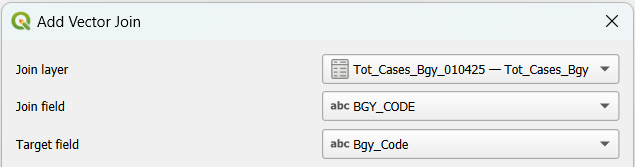 Add Vector Join
Join layer
Tot_Cases_Bgy_010425 — Tot_Cases_Bgy
Join field
abc BGY_CODE
Target field
abc Bgy_Code